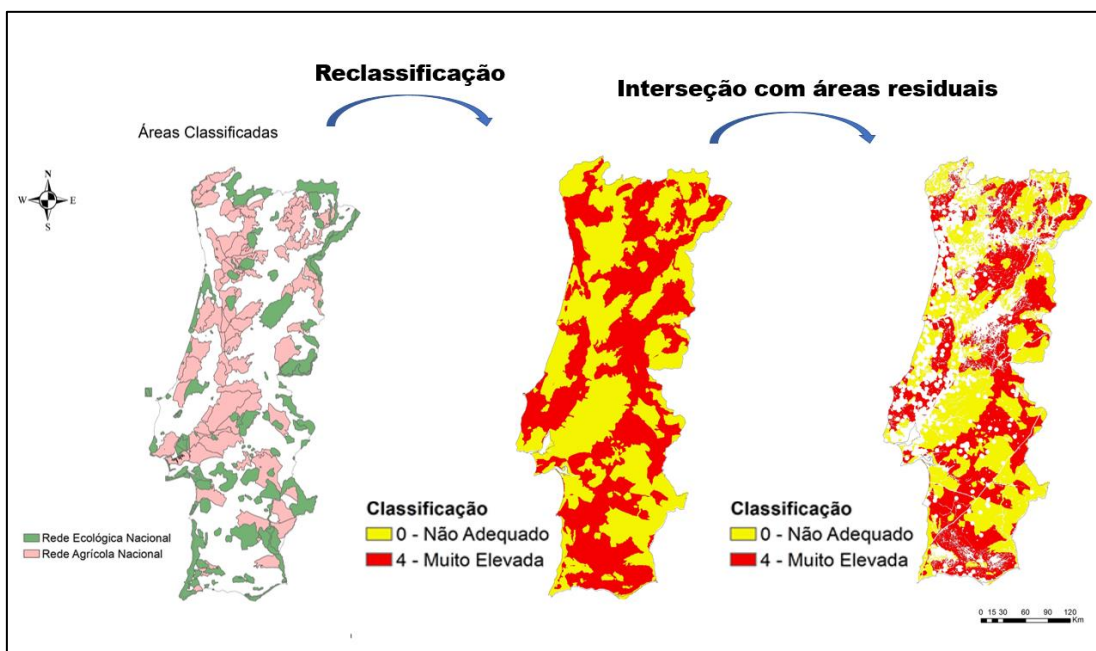 Reclassificação
Interseção com áreas residuais
Áreas Classificadas
N
W E
S
Rede Ecológica Nacional
Rede Agrícola Nacional
Classificação
0 - Não Adequado
4 - Muito Elevada
Classificação
0 - Não Adequado
4 - Muito Elevada
0 15 30 60 90 120
Km